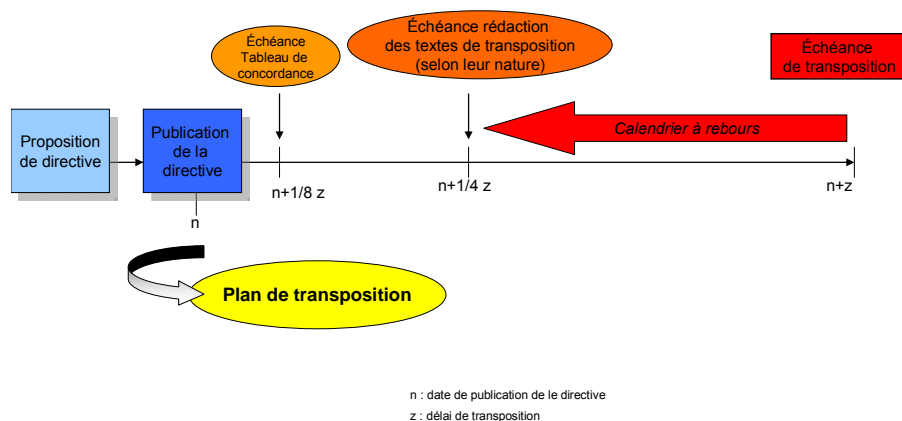 Échéance
Tableau de
concordance
Échéance rédaction
des textes de transposition
(selon leur nature)
Échéance
de transposition
Proposition
de directive
Publication
de la
directive
Calendrier à rebours
n
n+1/8 z
n+1/4 z
n+z
Plan de transposition
n : date de publication de le directive
z : délai de transposition